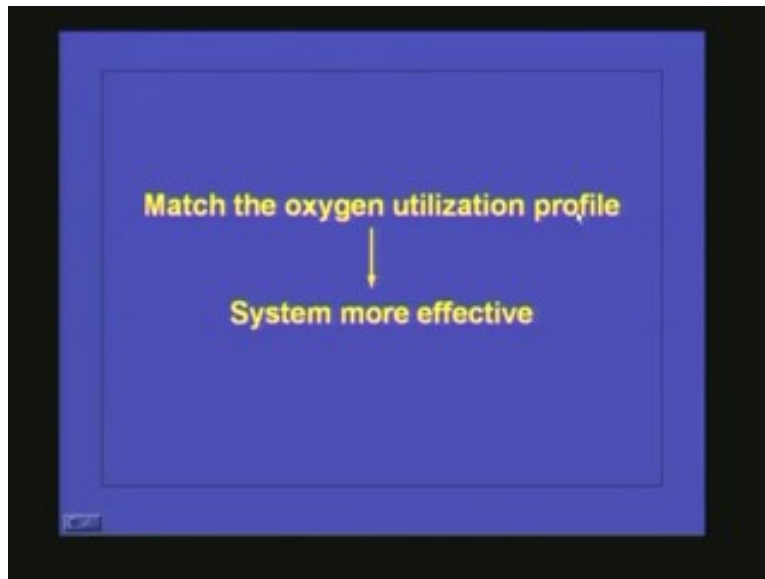 Match the oxygen utilization profile
System more effective